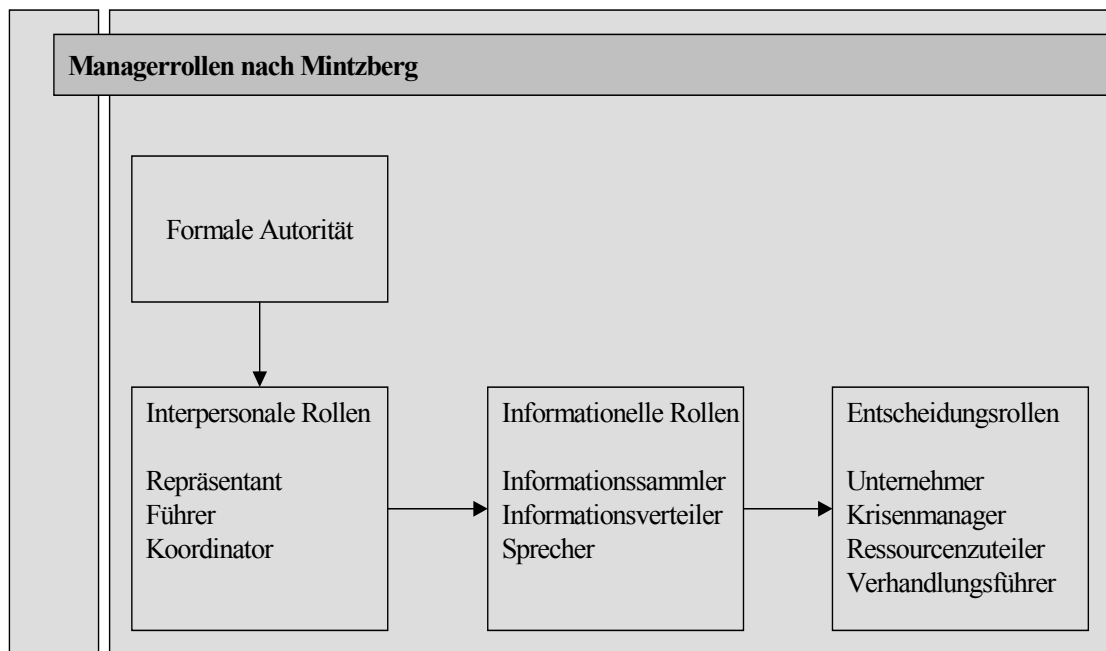 Managerrollen nach Mintzberg
Formale Autorität
Interpersonale Rollen
Repräsentant
Führer
Koordinator
Informationelle Rollen
Informationssammler
Informationsverteiler
Sprecher
Entscheidungsrollen
Unternehmer
Krisenmanager
Ressourcenzuteiler
Verhandlungsführer